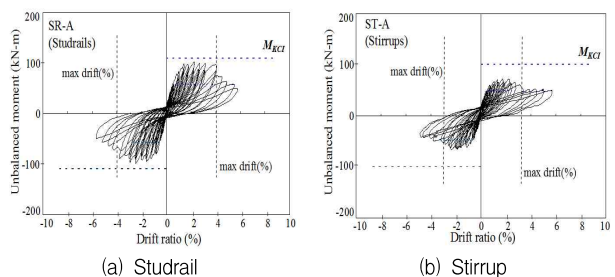 SR-A
(Studrails)
M_KCI
max drift(%)
max drift(%)
Unbalanced moment (kN-m)
200
100
0
-100
-200
-10 -8 -6 -4 -2 0 2 4 6 8 10
Drift ratio (%)
(a) Studrail
ST-A
(Stirrups)
M_KCI
max drift(%)
max drift(%)
Unbalanced moment (kN-m)
200
100
0
-100
-200
-10 -8 -6 -4 -2 0 2 4 6 8 10
Drift ratio (%)
(b) Stirrup